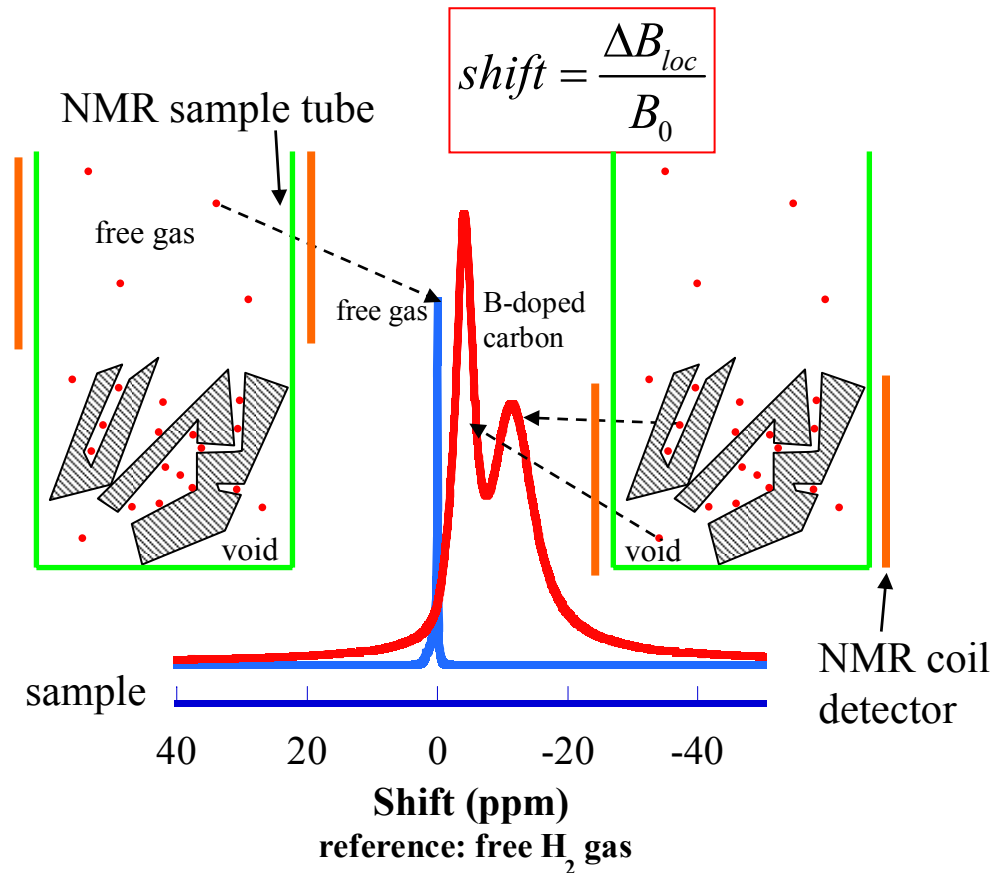 shift = ΔB_loc / B_0
NMR sample tube
free gas
free gas
B-doped
carbon
void
void
NMR coil
detector
sample
40 20 0 -20 -40
Shift (ppm)
reference: free H₂ gas